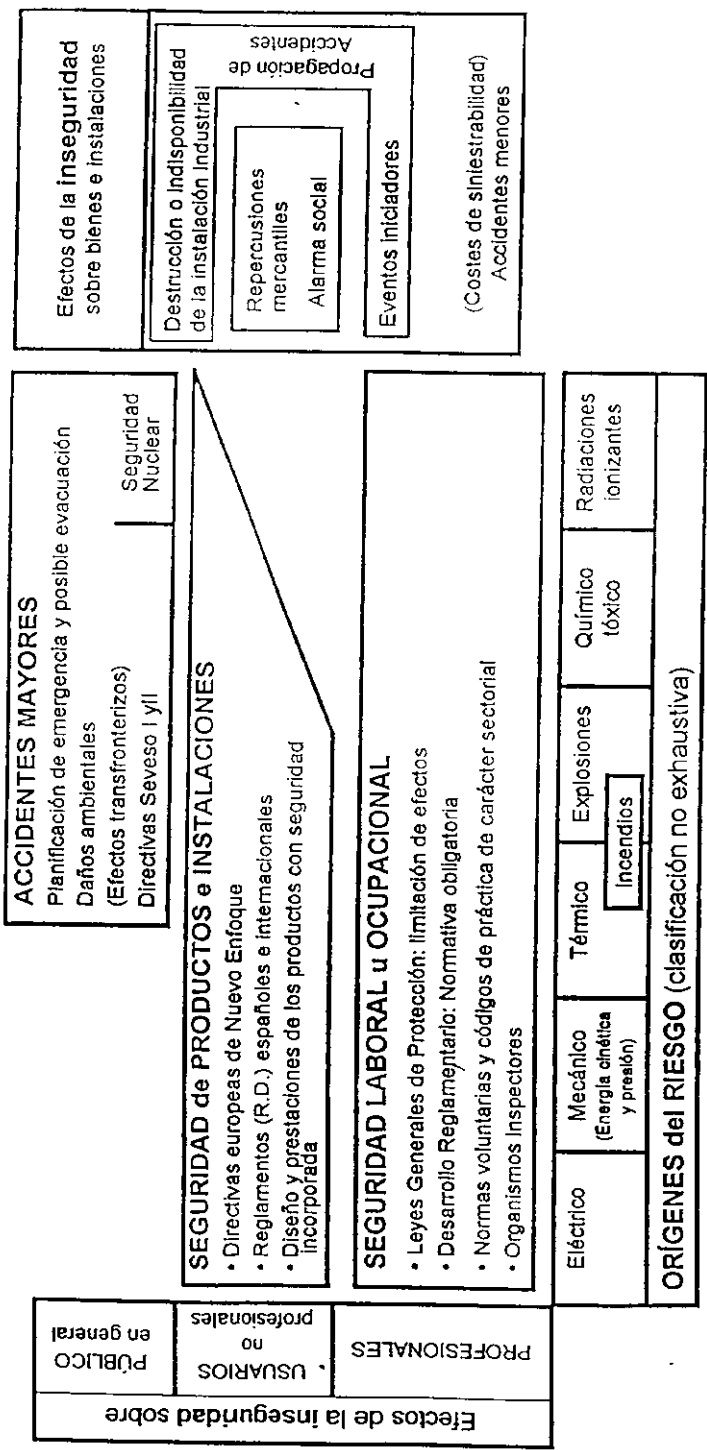 Efectos de la inseguridad sobre
PÚBLICO
en general
USUARIOS
no
profesionales
PROFESIONALES
ACCIDENTES MAYORES
Planificación de emergencia y posible evacuación
Daños ambientales
(Efectos transfronterizos)
Directivas Seveso I yII
Seguridad
Nuclear
SEGURIDAD de PRODUCTOS e INSTALACIONES
• Directivas europeas de Nuevo Enfoque
• Reglamentos (R.D.) españoles e internacionales
• Diseño y prestaciones de los productos con seguridad
incorporada
SEGURIDAD LABORAL u OCUPACIONAL
• Leyes Generales de Protección: limitación de efectos
• Desarrollo Reglamentario: Normativa obligatoria
• Normas voluntarias y códigos de práctica de carácter sectorial
• Organismos Inspectores
Eléctrico
Mecánico
(Energía cinética
y presión)
Térmico
Explosiones
Incendios
Químico
tóxico
Radiaciones
ionizantes
ORÍGENES del RIESGO (clasificación no exhaustiva)
Efectos de la inseguridad
sobre bienes e instalaciones
Destrucción o Indisponibilidad
de la instalación Industrial
Repercusiones
mercantiles
Alarma social
Propagación de
Accidentes
Eventos iniciadores
(Costes de siniestrabilidad)
Accidentes menores